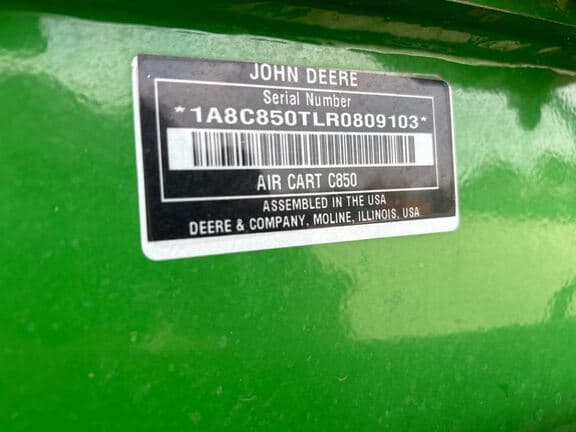 JOHN DEERE
Serial Number
*1A8C850TLR0809103*
AIR CART C850
ASSEMBLED IN THE USA
DEERE & COMPANY, MOLINE, ILLINOIS, USA